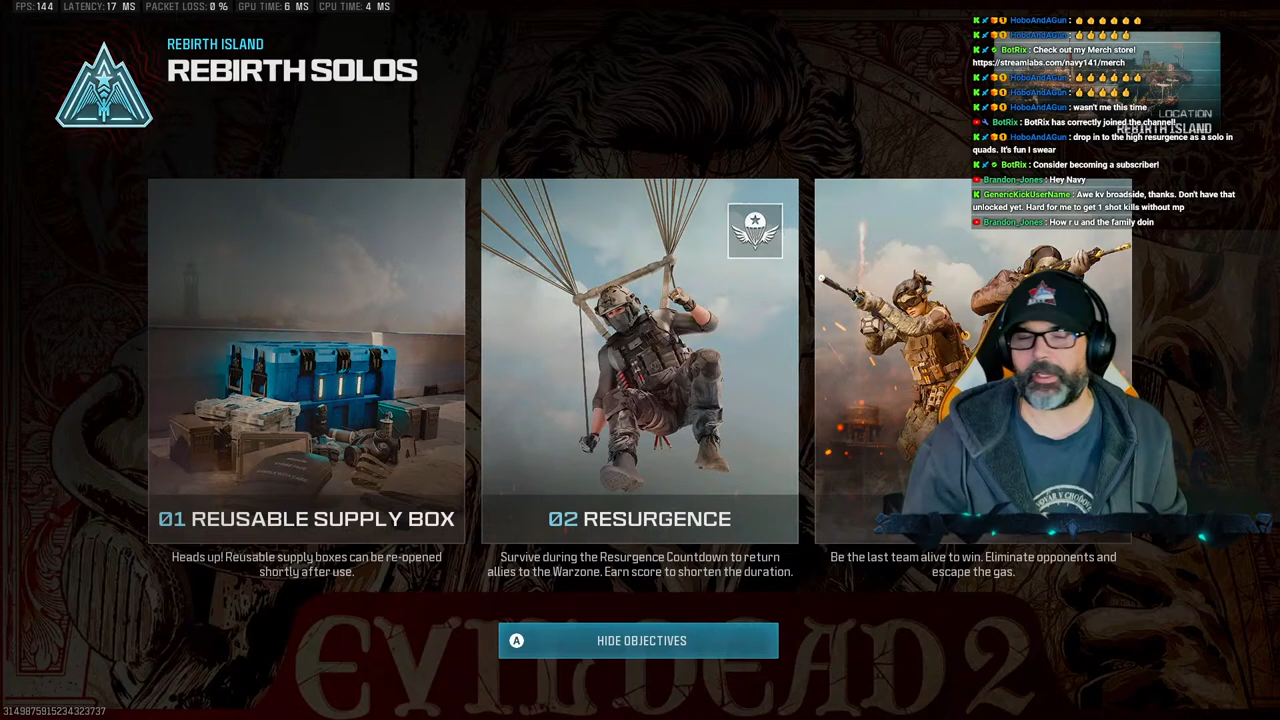 FPS: 144 LATENCY: 17 MS PACKET LOSS: 0 % GPU TIME: 6 MS CPU TIME: 4 MS
REBIRTH ISLAND
REBIRTH SOLOS
HoboAndAGun : 👍👍👍👍👍👍
HoboAndAGun : 👍👍👍👍👍
BotRix : Check out my Merch store!
https://streamlabs.com/navy141/merch
HoboAndAGun : 👍👍👍👍👍👍
HoboAndAGun : 👍👍👍👍👍
HoboAndAGun : wasn't me this time
LOCATION
BotRix : BotRix has correctly joined the channel!
REBIRTH ISLAND
HoboAndAGun : drop in to the high resurgence as a solo in
quads. It's fun I swear
BotRix : Consider becoming a subscriber!
Brandon_Jones : Hey Navy
GenericKickUserName : Awe kv broadside, thanks. Don't have that
unlocked yet. Hard for me to get 1 shot kills without mp
Brandon_Jones : How r u and the family doin
01 REUSABLE SUPPLY BOX
Heads up! Reusable supply boxes can be re-opened
shortly after use.
02 RESURGENCE
Survive during the Resurgence Countdown to return
allies to the Warzone. Earn score to shorten the duration.
Be the last team alive to win. Eliminate opponents and
escape the gas.
A HIDE OBJECTIVES
EVIL DEAD 2
3149875915234323737